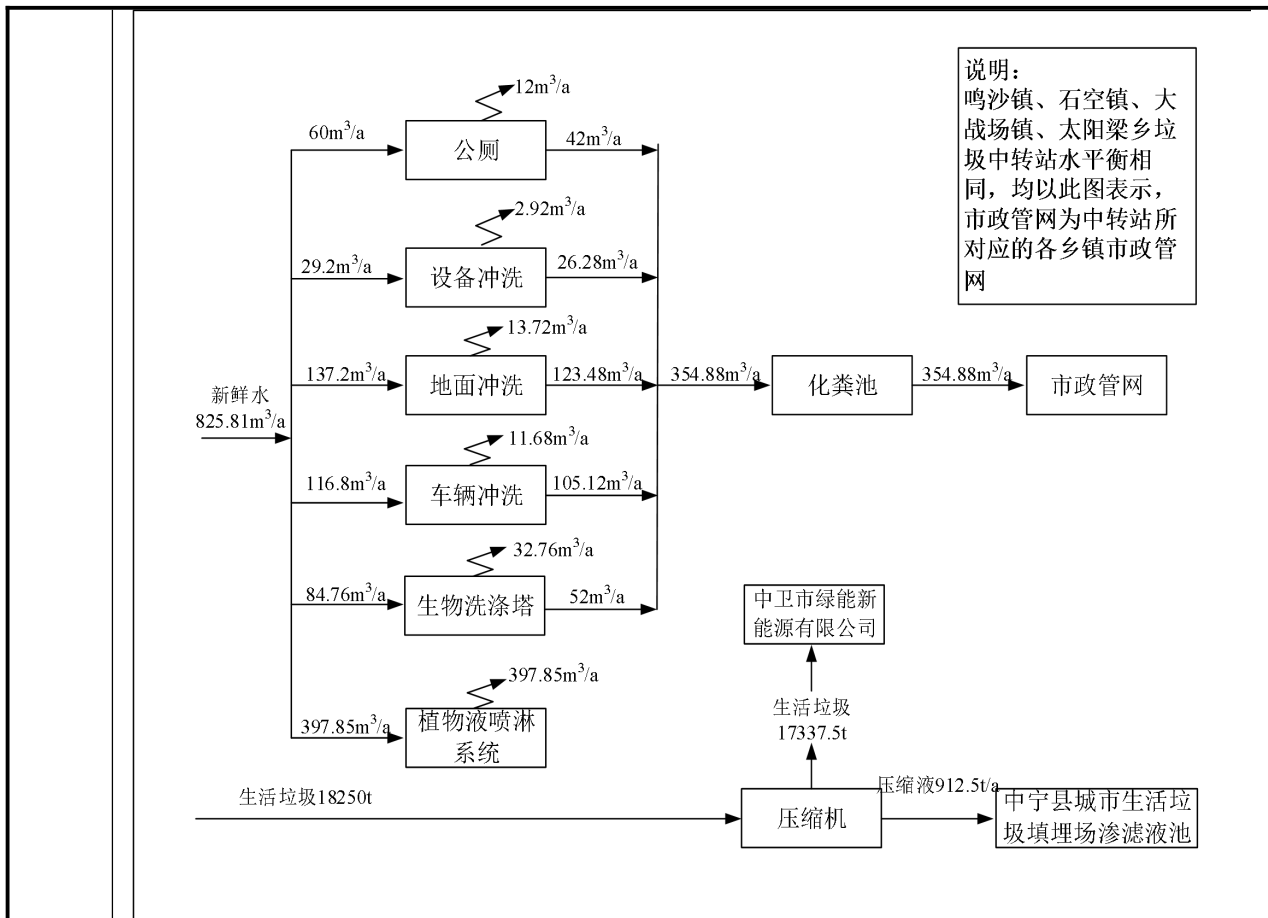 说明：
鸣沙镇、石空镇、大
战场镇、太阳梁乡垃
圾中转站水平衡相
同，均以此图表示，
市政管网为中转站所
对应的各乡镇市政管
网
12m³/a
60m³/a
公厕
42m³/a
2.92m³/a
29.2m³/a
设备冲洗
26.28m³/a
13.72m³/a
137.2m³/a
地面冲洗
123.48m³/a
354.88m³/a
化粪池
354.88m³/a
市政管网
新鲜水
825.81m³/a
11.68m³/a
116.8m³/a
车辆冲洗
105.12m³/a
32.76m³/a
84.76m³/a
生物洗涤塔
52m³/a
397.85m³/a
397.85m³/a
植物液喷淋
系统
中卫市绿能新
能源有限公司
生活垃圾
17337.5t
生活垃圾18250t
压缩机
压缩液912.5t/a
中宁县城市生活垃
圾填埋场渗滤液池